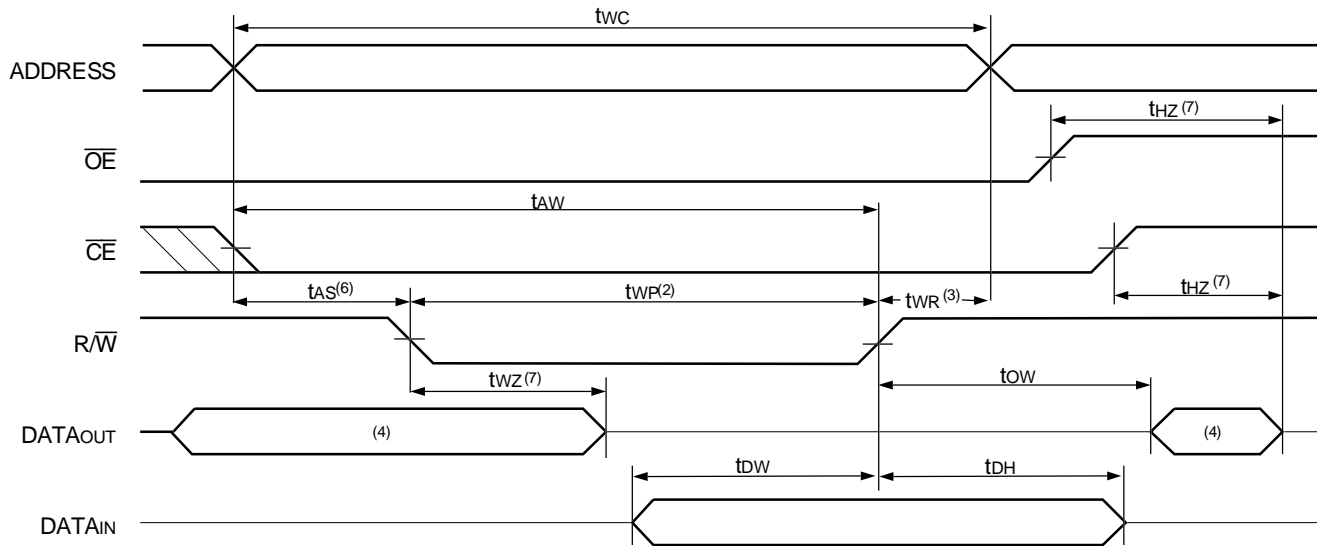 tWC
ADDRESS
tHZ (7)
OE
tAW
CE
tAS(6)
tWP(2)
tWR (3)
tHZ (7)
R/W
tWZ (7)
tOW
DATAOUT
(4)
(4)
tDW
tDH
DATAIN